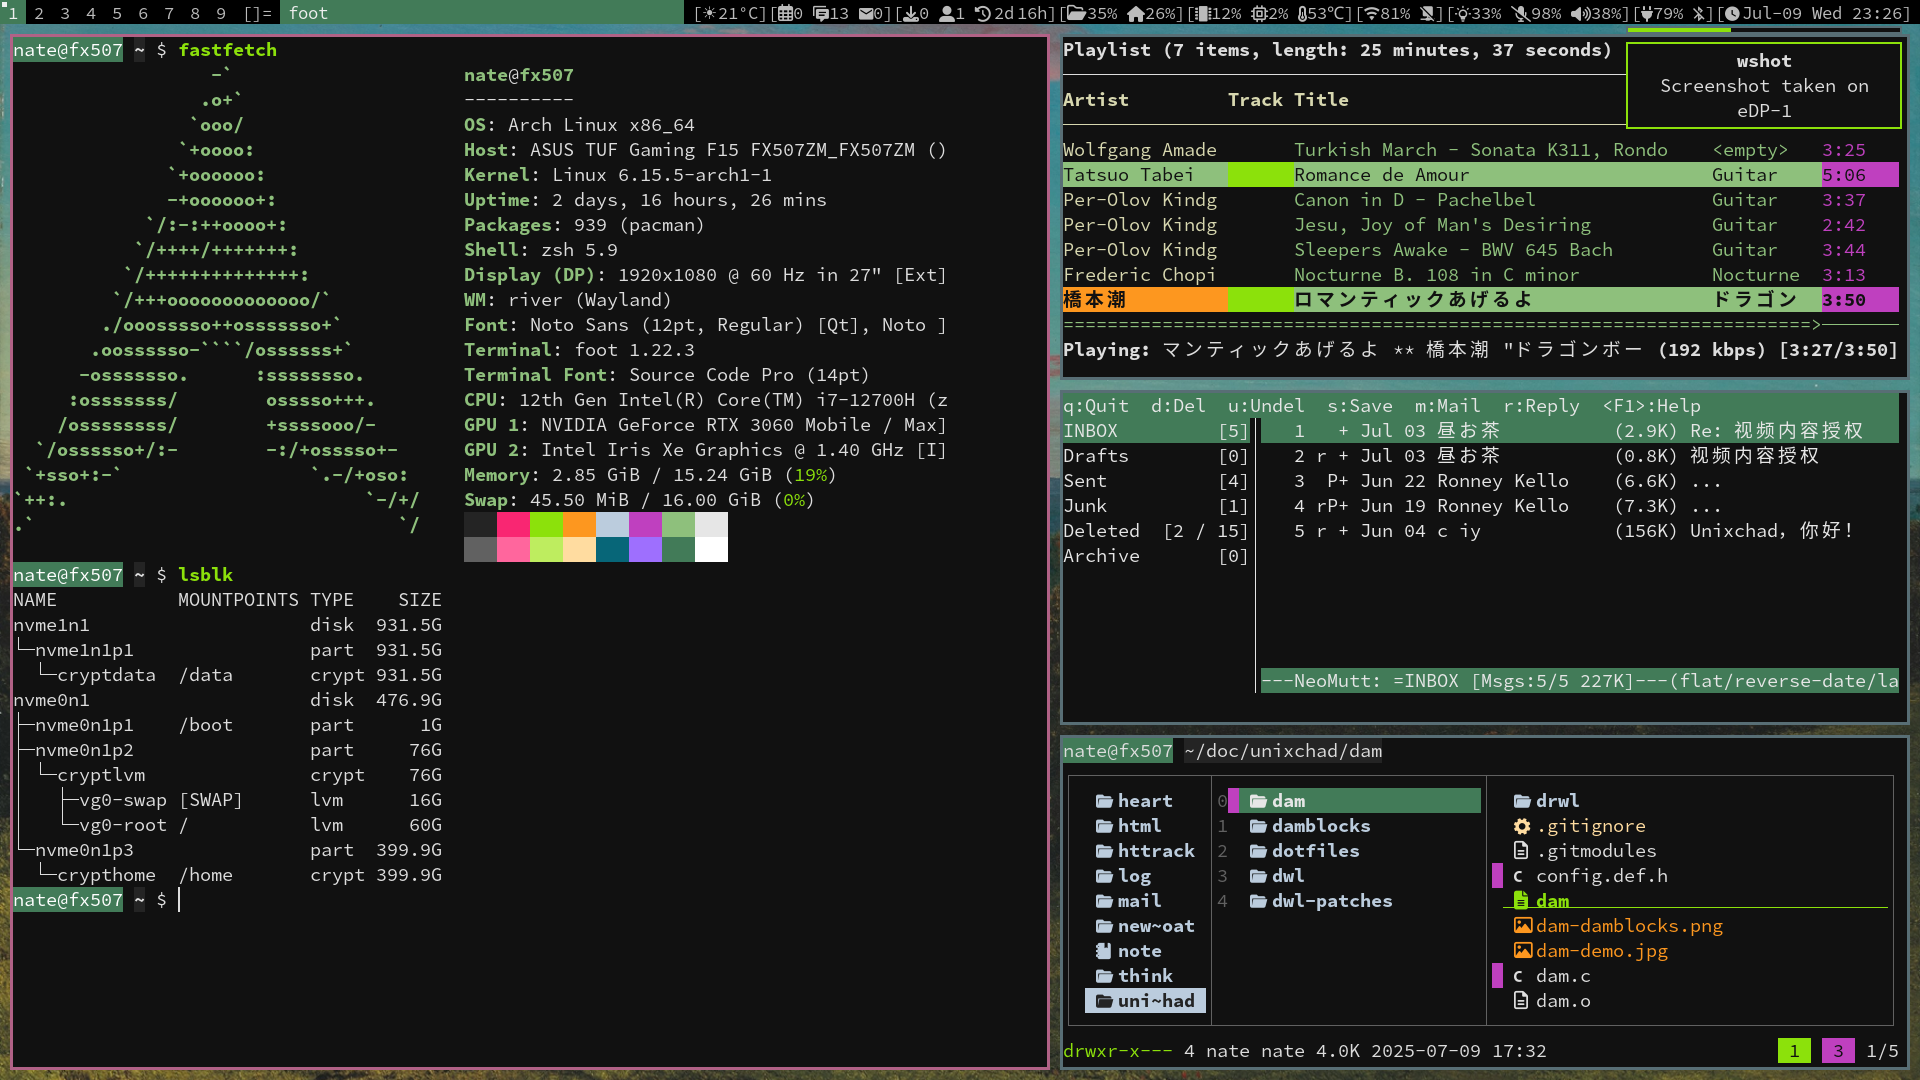 1 2 3 4 5 6 7 8 9 []= foot [21°C][0 13 0][0 1 2d 16h][35% 26%][12% 2% 53℃][81%][33% 98% 38%][79%][Jul-09 Wed 23:26]
nate@fx507 ~ $ fastfetch
-`
.o+`
`ooo/
`+oooo:
`+oooooo:
-+oooooo+:
`/:-:++oooo+:
`/++++/+++++++:
`/++++++++++++++:
`/+++ooooooooooooo/`
./ooosssso++osssssso+`
.oossssso-````/ossssss+`
-osssssso.      :ssssssso.
:osssssss/        osssso+++.
/ossssssss/        +ssssooo/-
`/ossssso+/:-        -:/+osssso+-
`+sso+:-`                 `.-/+oso:
`++:.                           `-/+/
.`                                 `/
nate@fx507
----------
OS: Arch Linux x86_64
Host: ASUS TUF Gaming F15 FX507ZM_FX507ZM ()
Kernel: Linux 6.15.5-arch1-1
Uptime: 2 days, 16 hours, 26 mins
Packages: 939 (pacman)
Shell: zsh 5.9
Display (DP): 1920x1080 @ 60 Hz in 27" [Ext]
WM: river (Wayland)
Font: Noto Sans (12pt, Regular) [Qt], Noto ]
Terminal: foot 1.22.3
Terminal Font: Source Code Pro (14pt)
CPU: 12th Gen Intel(R) Core(TM) i7-12700H (z
GPU 1: NVIDIA GeForce RTX 3060 Mobile / Max]
GPU 2: Intel Iris Xe Graphics @ 1.40 GHz [I]
Memory: 2.85 GiB / 15.24 GiB (19%)
Swap: 45.50 MiB / 16.00 GiB (0%)
nate@fx507 ~ $ lsblk
NAME MOUNTPOINTS TYPE SIZE
nvme1n1 disk 931.5G
└─nvme1n1p1 part 931.5G
└─cryptdata /data crypt 931.5G
nvme0n1 disk 476.9G
├─nvme0n1p1 /boot part 1G
├─nvme0n1p2 part 76G
│ └─cryptlvm crypt 76G
│ ├─vg0-swap [SWAP] lvm 16G
│ └─vg0-root / lvm 60G
└─nvme0n1p3 part 399.9G
└─crypthome /home crypt 399.9G
nate@fx507 ~ $
Playlist (7 items, length: 25 minutes, 37 seconds)
Artist Track Title
Wolfgang Amade Turkish March - Sonata K311, Rondo <empty> 3:25
Tatsuo Tabei Romance de Amour Guitar 5:06
Per-Olov Kindg Canon in D - Pachelbel Guitar 3:37
Per-Olov Kindg Jesu, Joy of Man's Desiring Guitar 2:42
Per-Olov Kindg Sleepers Awake - BWV 645 Bach Guitar 3:44
Frederic Chopi Nocturne B. 108 in C minor Nocturne 3:13
橋本潮 ロマンティックあげるよ ドラゴン 3:50
====================================================================>───────
Playing: マンティックあげるよ ** 橋本潮 "ドラゴンボー (192 kbps) [3:27/3:50]
wshot
Screenshot taken on
eDP-1
q:Quit d:Del u:Undel s:Save m:Mail r:Reply <F1>:Help
INBOX [5] 1 + Jul 03 昼お茶 (2.9K) Re: 视频内容授权
Drafts [0] 2 r + Jul 03 昼お茶 (0.8K) 视频内容授权
Sent [4] 3 P+ Jun 22 Ronney Kello (6.6K) ...
Junk [1] 4 rP+ Jun 19 Ronney Kello (7.3K) ...
Deleted [2 / 15] 5 r + Jun 04 c iy (156K) Unixchad，你好！
Archive [0]
---NeoMutt: =INBOX [Msgs:5/5 227K]---(flat/reverse-date/la
nate@fx507 ~/doc/unixchad/dam
heart 0 dam drwl
html 1 damblocks .gitignore
httrack 2 dotfiles .gitmodules
log 3 dwl config.def.h
mail 4 dwl-patches dam
new~oat dam-damblocks.png
note dam-demo.jpg
think dam.c
uni~had dam.o
drwxr-x--- 4 nate nate 4.0K 2025-07-09 17:32 1 3 1/5